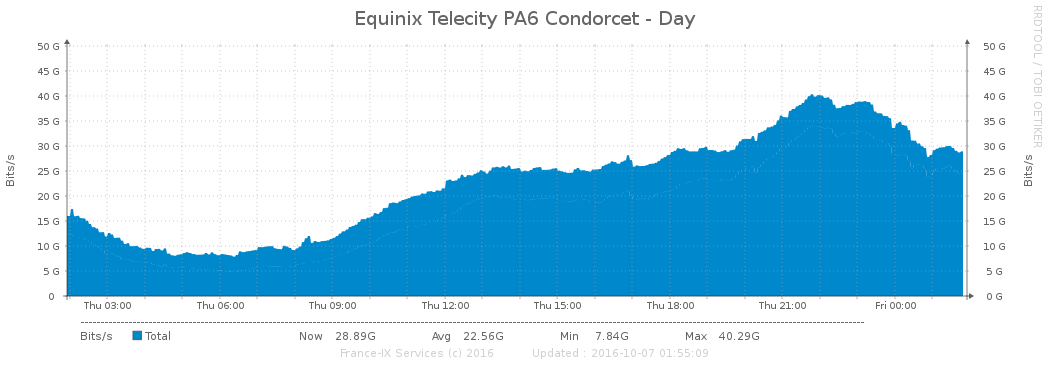 Equinix Telecity PA6 Condorcet - Day
RRDTOOL / TOBI OETIKER
Bits/s
50 G 50 G
45 G 45 G
40 G 40 G
35 G 35 G
30 G 30 G
25 G 25 G
20 G 20 G
15 G 15 G
10 G 10 G
5 G 5 G
0 0 G
Bits/s
Thu 03:00 Thu 06:00 Thu 09:00 Thu 12:00 Thu 15:00 Thu 18:00 Thu 21:00 Fri 00:00
Bits/s Total Now 28.89G Avg 22.56G Min 7.84G Max 40.29G
France-IX Services (c) 2016 Updated : 2016-10-07 01:55:09